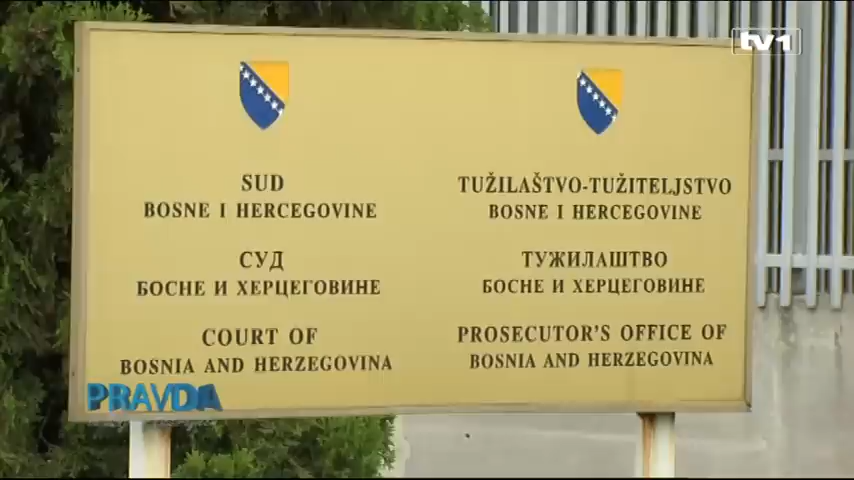 tv1
SUD
BOSNE I HERCEGOVINE
СУД
БОСНЕ И ХЕРЦЕГОВИНЕ
COURT OF
BOSNIA AND HERZEGOVINA
TUŽILAŠTVO-TUŽITELJSTVO
BOSNE I HERCEGOVINE
ТУЖИЛАШТВО
БОСНЕ И ХЕРЦЕГОВИНЕ
PROSECUTOR'S OFFICE OF
BOSNIA AND HERZEGOVINA
PRAVDA